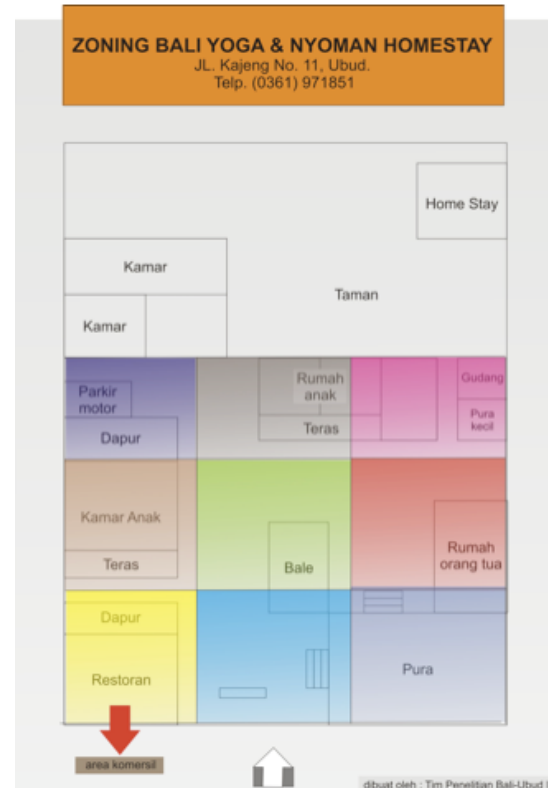 ZONING BALI YOGA & NYOMAN HOMESTAY
JL. Kajeng No. 11, Ubud.
Telp. (0361) 971851
Home Stay
Kamar
Taman
Kamar
Parkir
motor
Dapur
Rumah
anak
Teras
Gudang
Pura
kecil
Kamar Anak
Teras
Bale
Rumah
orang tua
Dapur
Restoran
Pura
area komersil
dibuat oleh : Tim Penelitian Bali-Ubud